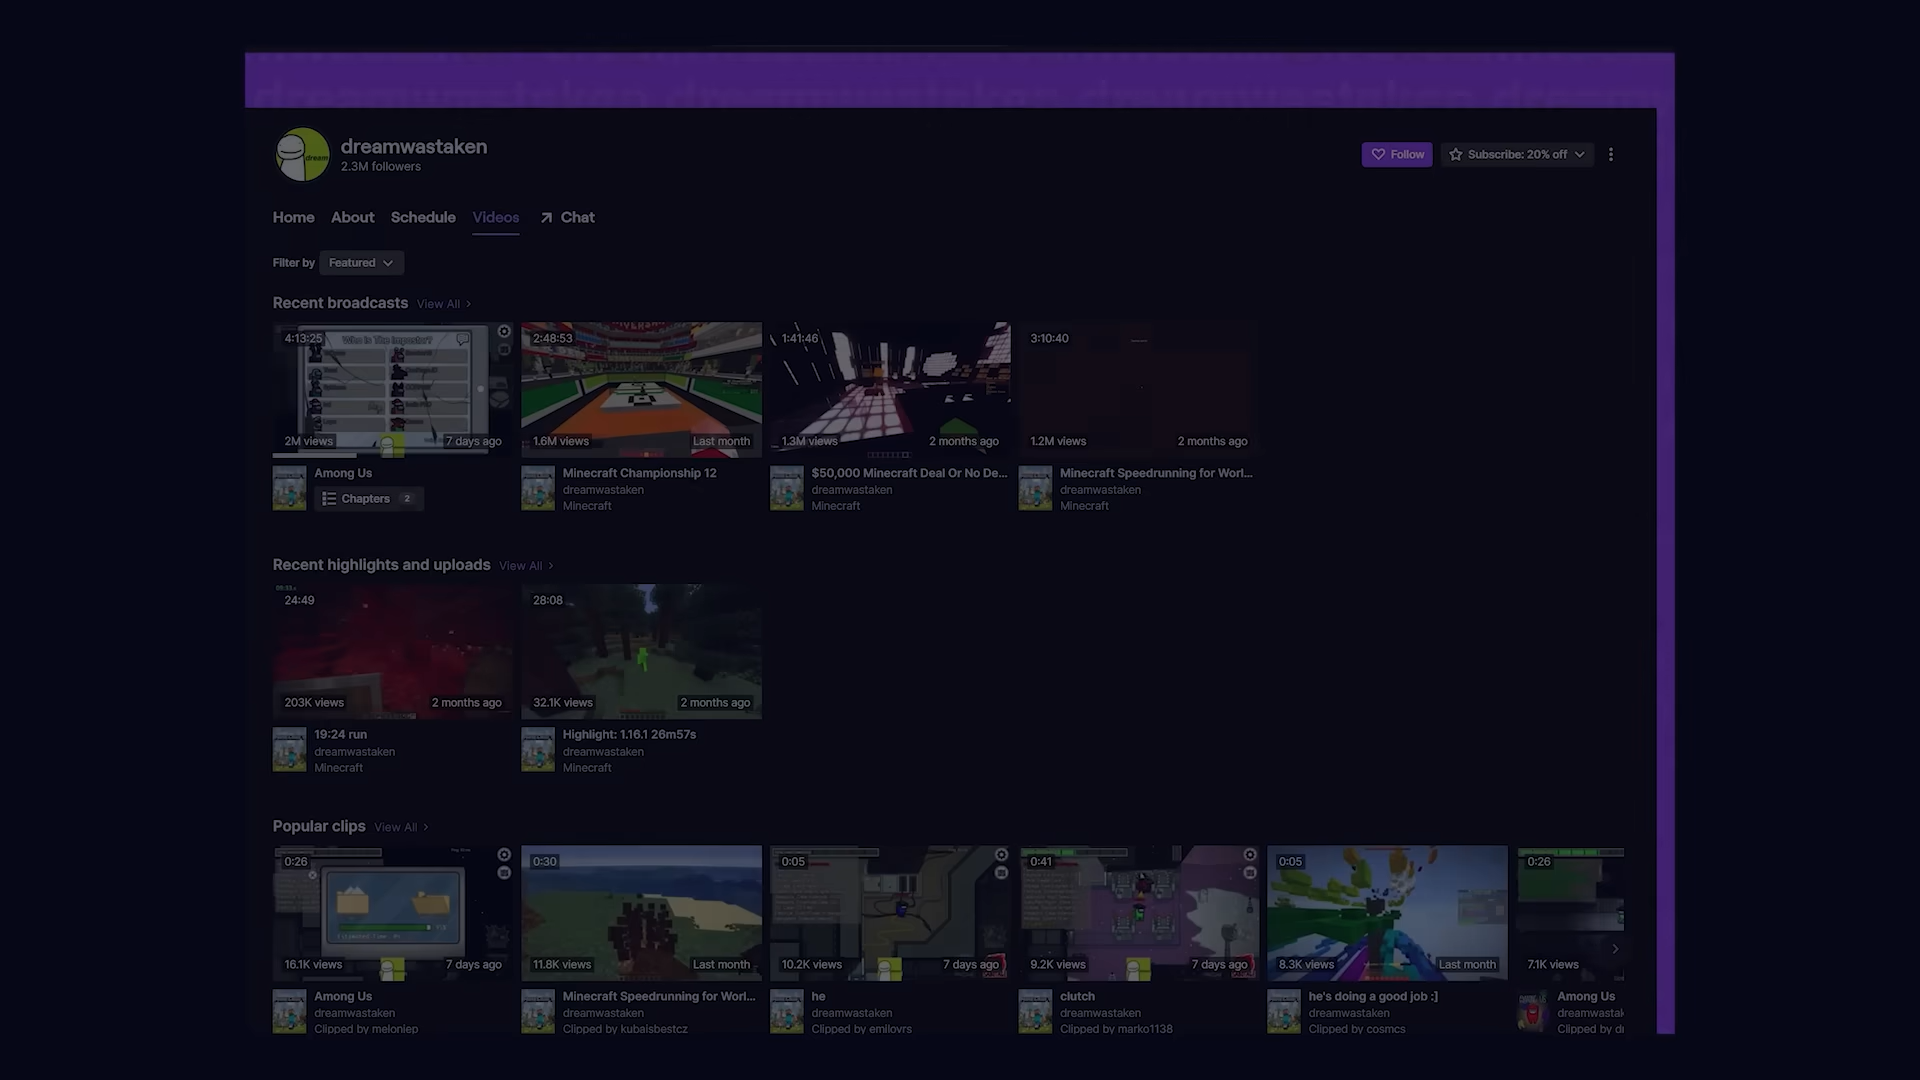 dreamwastaken
2.3M followers
Follow
Subscribe: 20% off
Home About Schedule Videos Chat
Filter by Featured
Recent broadcasts View All
4:13:25 2:48:53 1:41:46 3:10:40
Who Is The Impostor?
2M views 7 days ago 1.6M views Last month 1.3M views 2 months ago 1.2M views 2 months ago
Among Us Minecraft Championship 12 $50,000 Minecraft Deal Or No De... Minecraft Speedrunning for Worl...
Chapters 2 dreamwastaken dreamwastaken dreamwastaken
Minecraft Minecraft Minecraft
Recent highlights and uploads View All
24:49 28:08
203K views 2 months ago 32.1K views 2 months ago
19:24 run Highlight: 1.16.1 26m57s
dreamwastaken dreamwastaken
Minecraft Minecraft
Popular clips View All
0:26 0:30 0:05 0:41 0:05 0:26
16.1K views 7 days ago 11.8K views Last month 10.2K views 7 days ago 9.2K views 7 days ago 8.3K views Last month 7.1K views
Among Us Minecraft Speedrunning for Worl... he clutch he's doing a good job :] Among Us
dreamwastaken dreamwastaken dreamwastaken dreamwastaken dreamwastaken dreamwastak
Clipped by meloniep Clipped by kubaisbestcz Clipped by emilovrs Clipped by marko1138 Clipped by cosmcs Clipped by